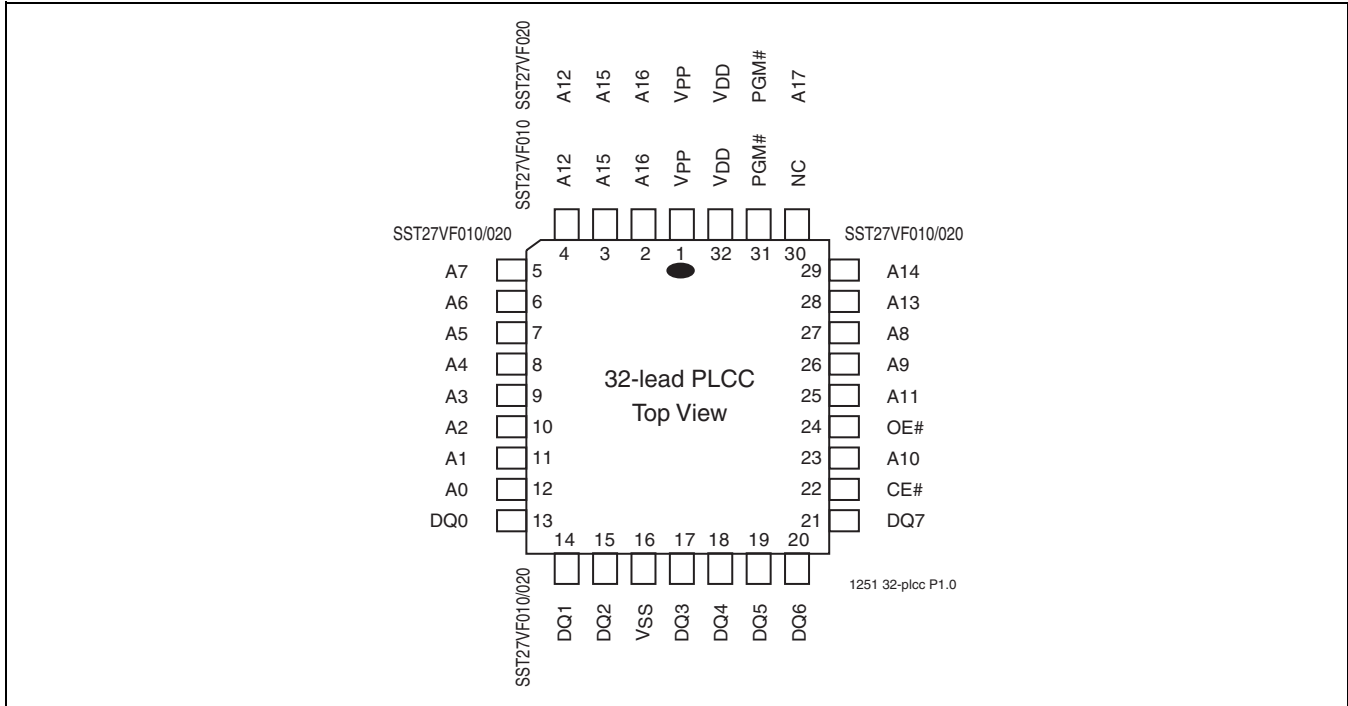 SST27VF020 A12 A15 A16 VPP VDD PGM# A17
SST27VF010 A12 A15 A16 VPP VDD PGM# NC
SST27VF010/020 SST27VF010/020
4 3 2 1 32 31 30
A7 5 29 A14
A6 6 28 A13
A5 7 27 A8
A4 8 26 A9
A3 9 25 A11
32-lead PLCC
Top View
A2 10 24 OE#
A1 11 23 A10
A0 12 22 CE#
DQ0 13 21 DQ7
14 15 16 17 18 19 20
SST27VF010/020 DQ1 DQ2 VSS DQ3 DQ4 DQ5 DQ6
1251 32-plcc P1.0